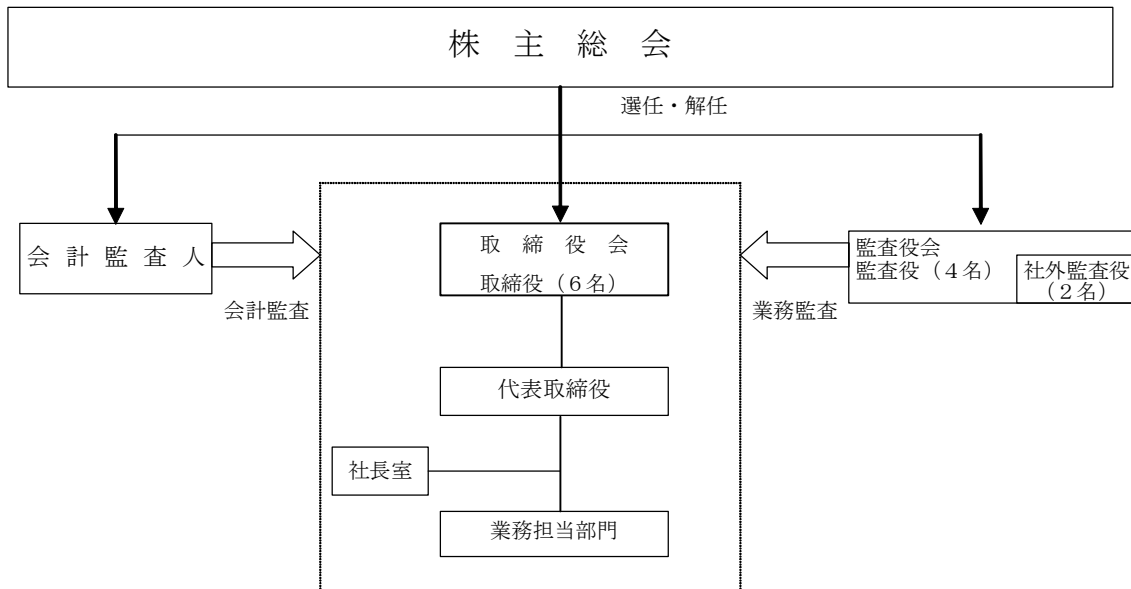 株 主 総 会
選任・解任
会 計 監 査 人
会計監査
取 締 役 会
取締役（６名）
監査役会
監査役（４名）
社外監査役
（２名）
業務監査
代表取締役
社長室
業務担当部門